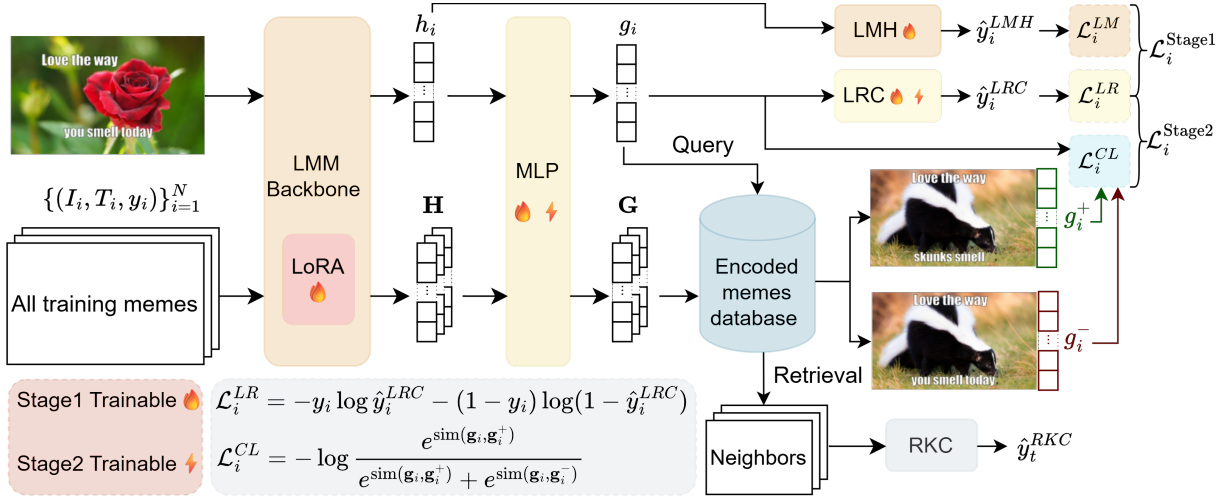 Love the way
you smell today
{(I_i, T_i, y_i)}_{i=1}^N
All training memes
LMM
Backbone
LoRA
h_i
H
MLP
g_i
G
Query
Encoded
memes
database
Retrieval
Neighbors
RKC
ŷ_t^{RKC}
LMH
ŷ_i^{LMH}
ℒ_i^{LM}
ℒ_i^{Stage1}
LRC
ŷ_i^{LRC}
ℒ_i^{LR}
ℒ_i^{Stage2}
ℒ_i^{CL}
Love the way
skunks smell
g_i^+
Love the way
you smell today
g_i^-
Stage1 Trainable
Stage2 Trainable
ℒ_i^{LR} = −y_i log ŷ_i^{LRC} − (1 − y_i) log(1 − ŷ_i^{LRC})
ℒ_i^{CL} = − log \frac{e^{sim(g_i,g_i^+)}}{e^{sim(g_i,g_i^+)} + e^{sim(g_i,g_i^-)}}